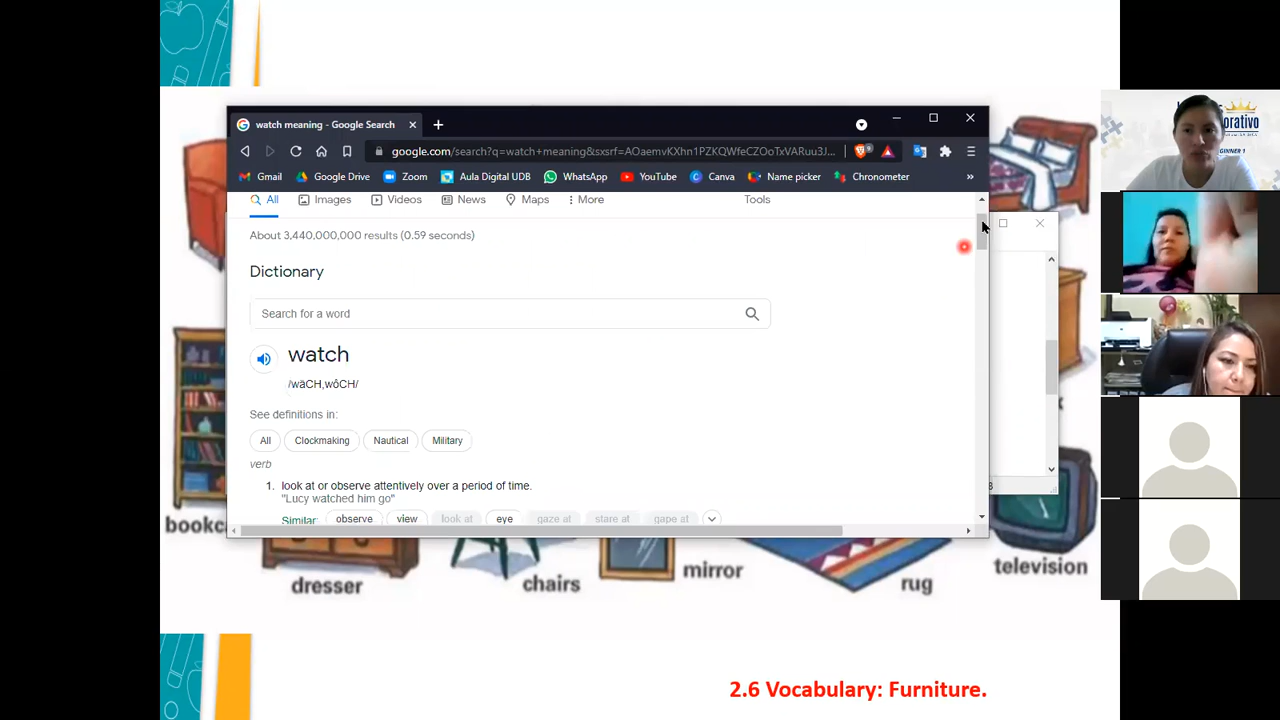 watch meaning - Google Search
google.com/search?q=watch+meaning&sxsrf=AOaemvKXhn1PZKQWfeCZOoTxVARuu3J...
Gmail Google Drive Zoom Aula Digital UDB WhatsApp YouTube Canva Name picker Chronometer »
All Images Videos News Maps More Tools
About 3,440,000,000 results (0.59 seconds)
Dictionary
Search for a word
watch
/wäCH,wôCH/
See definitions in:
All Clockmaking Nautical Military
verb
1. look at or observe attentively over a period of time.
"Lucy watched him go"
Similar: observe view look at eye gaze at stare at gape at
dresser
chairs
mirror
rug
television
2.6 Vocabulary: Furniture.